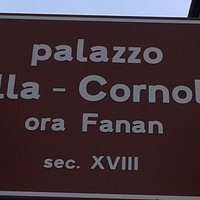 palazzo
lla - Cornol
ora Fanan
sec. XVIII